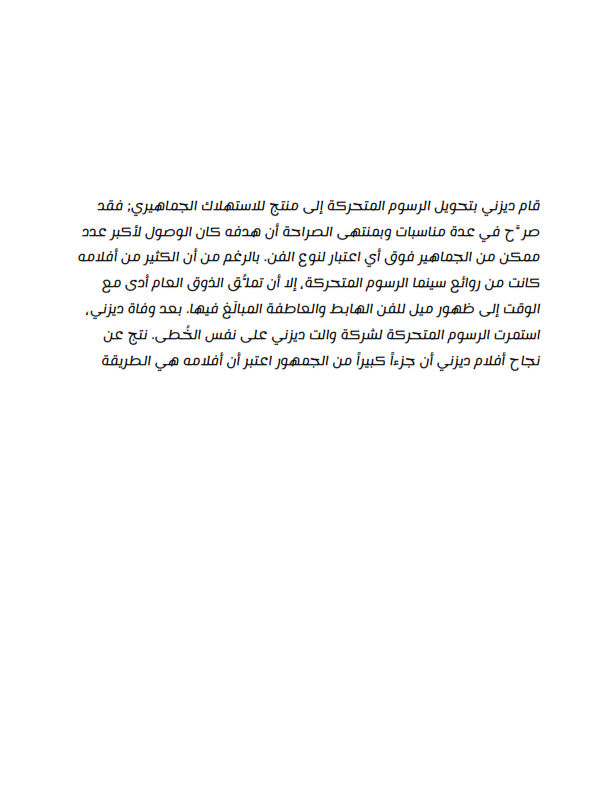 قام ديزني بتحويل الرسوم المتحركة إلى منتج للاستهلاك الجماهيري; فقد
صرَّح في عدة مناسبات وبمنتهى الصراحة أن هدفه كان الوصول لأكبر عدد
ممكن من الجماهير فوق أي اعتبار لنوع الفن. بالرغم من أن الكثير من أفلامه
كانت من روائع سينما الرسوم المتحركة, إلا أن تملُّق الذوق العام أدى مع
الوقت إلى ظهور ميل للفن الهابط والعاطفة المبالَغ فيها. بعد وفاة ديزني,
استمرت الرسوم المتحركة لشركة والت ديزني على نفس الخُطى. نتج عن
نجاح أفلام ديزني أن جزءاً كبيراً من الجمهور اعتبر أن أفلامه هي الطريقة